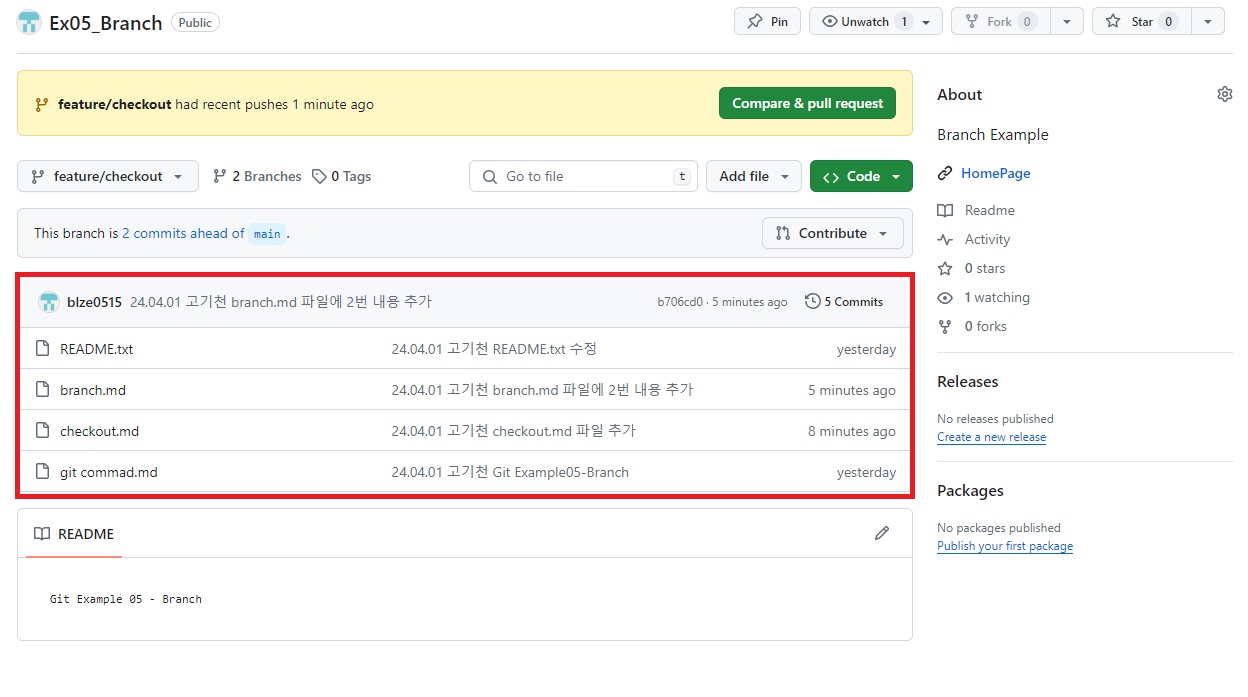 Ex05_Branch Public Pin Unwatch 1 Fork 0 Star 0
feature/checkout had recent pushes 1 minute ago Compare & pull request
feature/checkout 2 Branches 0 Tags Go to file t Add file Code
This branch is 2 commits ahead of main . Contribute
blze0515 24.04.01 고기천 branch.md 파일에 2번 내용 추가 b706cd0 · 5 minutes ago 5 Commits
README.txt 24.04.01 고기천 README.txt 수정 yesterday
branch.md 24.04.01 고기천 branch.md 파일에 2번 내용 추가 5 minutes ago
checkout.md 24.04.01 고기천 checkout.md 파일 추가 8 minutes ago
git commad.md 24.04.01 고기천 Git Example05-Branch yesterday
README
Git Example 05 - Branch
About
Branch Example
HomePage
Readme
Activity
0 stars
1 watching
0 forks
Releases
No releases published
Create a new release
Packages
No packages published
Publish your first package